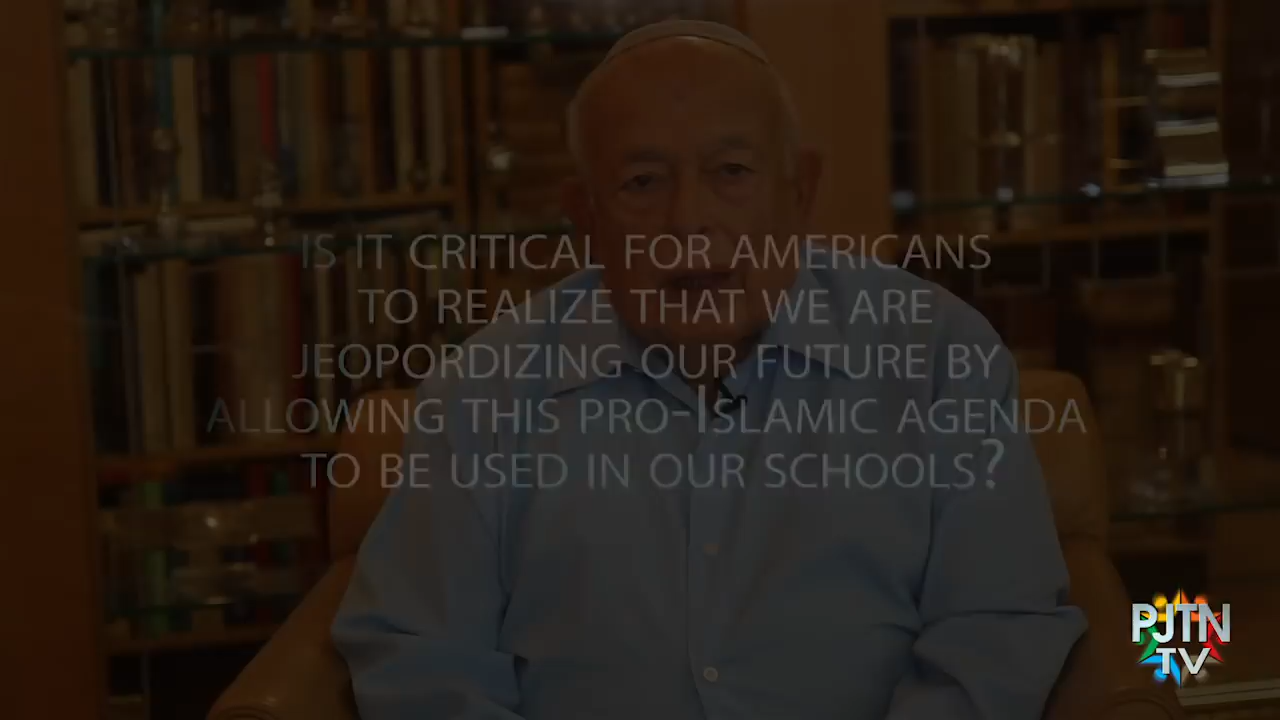 IS IT CRITICAL FOR AMERICANS
TO REALIZE THAT WE ARE
JEOPORDIZING OUR FUTURE BY
ALLOWING THIS PRO-ISLAMIC AGENDA
TO BE USED IN OUR SCHOOLS?
PJTN
TV